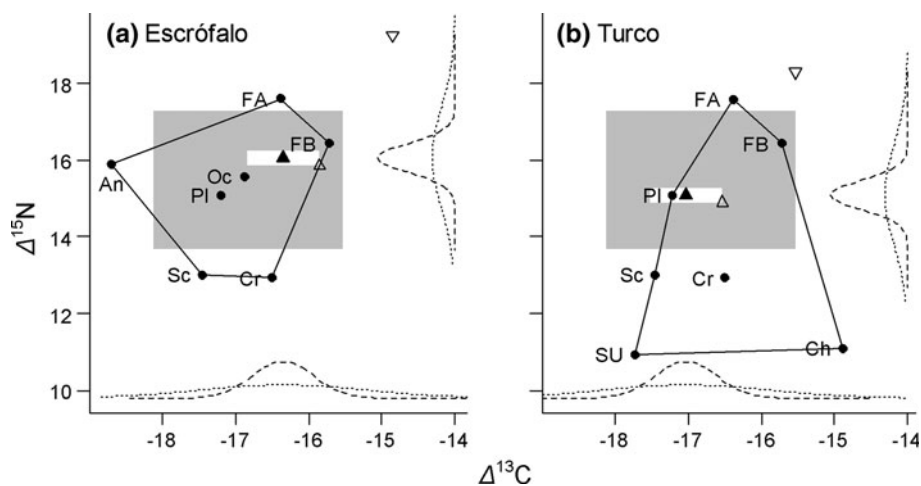 (a) Escrófalo
(b) Turco
18
16
14
12
10
Δ15N
FA
FB
An
Oc
Pl
Sc
Cr
FA
FB
Pl
Sc
Cr
SU
Ch
-18 -17 -16 -15 -14
-18 -17 -16 -15 -14
Δ13C